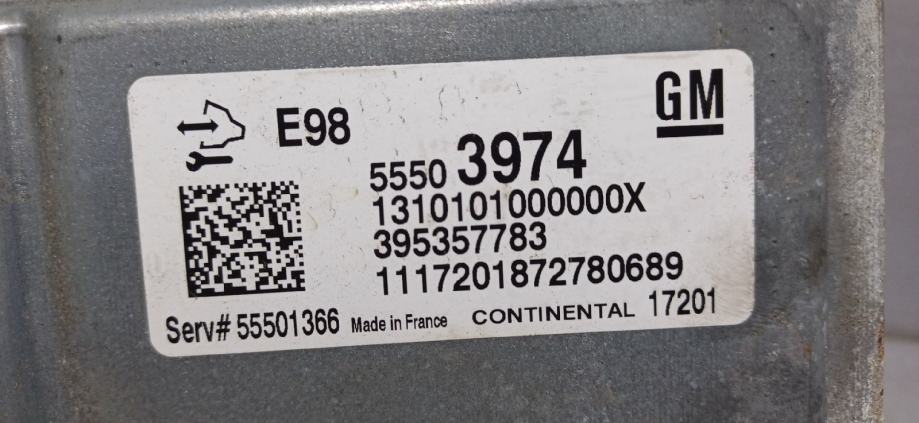 GM
E98
5550 3974
1310101000000X
395357783
1117201872780689
Serv# 55501366 Made in France CONTINENTAL 17201